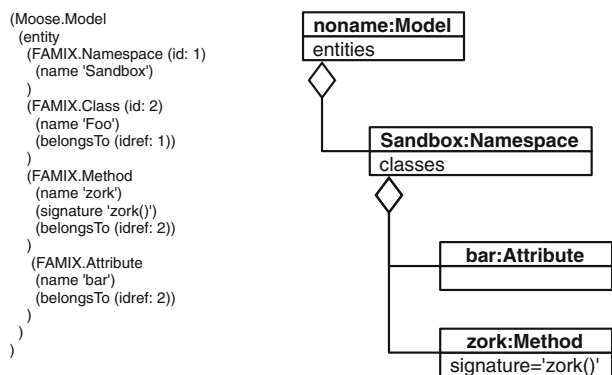 (Moose.Model
(entity
(FAMIX.Namespace (id: 1)
(name 'Sandbox')
)
(FAMIX.Class (id: 2)
(name 'Foo')
(belongsTo (idref: 1))
)
(FAMIX.Method
(name 'zork')
(signature 'zork()')
(belongsTo (idref: 2))
)
(FAMIX.Attribute
(name 'bar')
(belongsTo (idref: 2))
)
)
)
noname:Model
entities
Sandbox:Namespace
classes
bar:Attribute
zork:Method
signature='zork()'